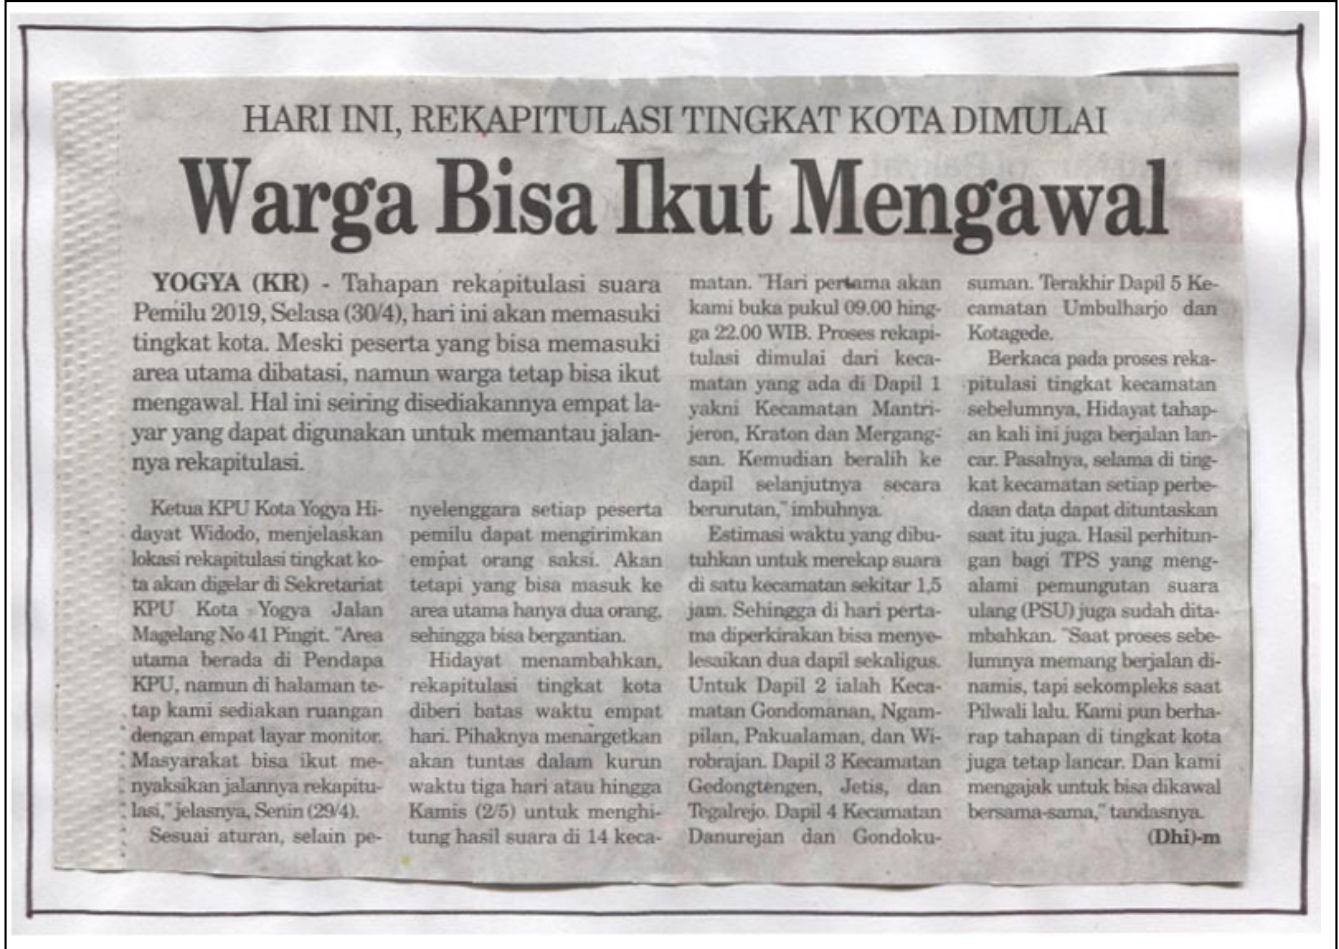 HARI INI, REKAPITULASI TINGKAT KOTA DIMULAI
Warga Bisa Ikut Mengawal
YOGYA (KR) - Tahapan rekapitulasi suara
Pemilu 2019, Selasa (30/4), hari ini akan memasuki
tingkat kota. Meski peserta yang bisa memasuki
area utama dibatasi, namun warga tetap bisa ikut
mengawal. Hal ini seiring disediakannya empat la-
yar yang dapat digunakan untuk memantau jalan-
nya rekapitulasi.
Ketua KPU Kota Yogya Hi-
dayat Widodo, menjelaskan
lokasi rekapitulasi tingkat ko-
ta akan digelar di Sekretariat
KPU Kota Yogya Jalan
Magelang No 41 Pingit. "Area
utama berada di Pendapa
KPU, namun di halaman te-
tap kami sediakan ruangan
dengan empat layar monitor.
Masyarakat bisa ikut me-
nyaksikan jalannya rekapitu-
lasi," jelasnya, Senin (29/4).
Sesuai aturan, selain pe-
nyelenggara setiap peserta
pemilu dapat mengirimkan
empat orang saksi. Akan
tetapi yang bisa masuk ke
area utama hanya dua orang,
sehingga bisa bergantian.
Hidayat menambahkan,
rekapitulasi tingkat kota
diberi batas waktu empat
hari. Pihaknya menargetkan
akan tuntas dalam kurun
waktu tiga hari atau hingga
Kamis (2/5) untuk menghi-
tung hasil suara di 14 keca-
matan. "Hari pertama akan
kami buka pukul 09.00 hing-
ga 22.00 WIB. Proses rekapi-
tulasi dimulai dari keca-
matan yang ada di Dapil 1
yakni Kecamatan Mantri-
jeron, Kraton dan Mergang-
san. Kemudian beralih ke
dapil selanjutnya secara
berurutan," imbuhnya.
Estimasi waktu yang dibu-
tuhkan untuk merekap suara
di satu kecamatan sekitar 1,5
jam. Sehingga di hari perta-
ma diperkirakan bisa menye-
lesaikan dua dapil sekaligus.
Untuk Dapil 2 ialah Keca-
matan Gondomanan, Ngam-
pilan, Pakualaman, dan Wi-
robrajan. Dapil 3 Kecamatan
Gedongtengen, Jetis, dan
Tegalrejo. Dapil 4 Kecamatan
Danurejan dan Gondoku-
suman. Terakhir Dapil 5 Ke-
camatan Umbulharjo dan
Kotagede.
Berkaca pada proses reka-
pitulasi tingkat kecamatan
sebelumnya, Hidayat tahap-
an kali ini juga berjalan lan-
car. Pasalnya, selama di ting-
kat kecamatan setiap perbe-
daan data dapat dituntaskan
saat itu juga. Hasil perhitun-
gan bagi TPS yang meng-
alami pemungutan suara
ulang (PSU) juga sudah dita-
mbahkan. "Saat proses sebe-
lumnya memang berjalan di-
namis, tapi sekompleks saat
Pilwali lalu. Kami pun berha-
rap tahapan di tingkat kota
juga tetap lancar. Dan kami
mengajak untuk bisa dikawal
bersama-sama," tandasnya.
(Dhi)-m